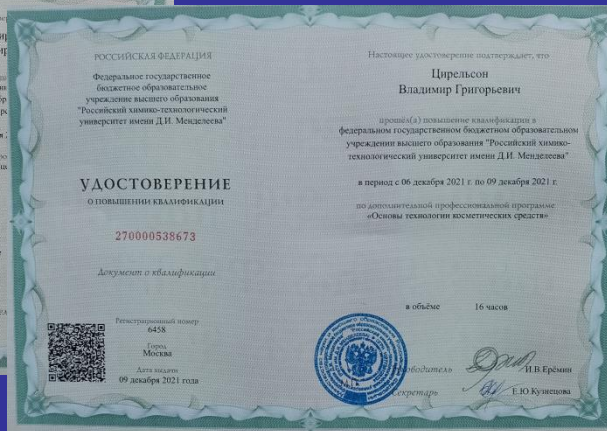 РОССИЙСКАЯ ФЕДЕРАЦИЯ
Федеральное государственное
бюджетное образовательное
учреждение высшего образования
"Российский химико-технологический
университет имени Д.И. Менделеева"
УДОСТОВЕРЕНИЕ
О ПОВЫШЕНИИ КВАЛИФИКАЦИИ
270000538673
Документ о квалификации
Регистрационный номер
6458
Город
Москва
Дата выдачи
09 декабря 2021 года
Настоящее удостоверение подтверждает, что
Цирельсон
Владимир Григорьевич
прошёл(а) повышение квалификации в
федеральном государственном бюджетном образовательном
учреждении высшего образования "Российский химико-
технологический университет имени Д.И. Менделеева"
в период с 06 декабря 2021 г. по 09 декабря 2021 г.
по дополнительной профессиональной программе
«Основы технологии косметических средств»
в объёме 16 часов
Руководитель И.В.Ерёмин
Секретарь Е.Ю.Кузнецова